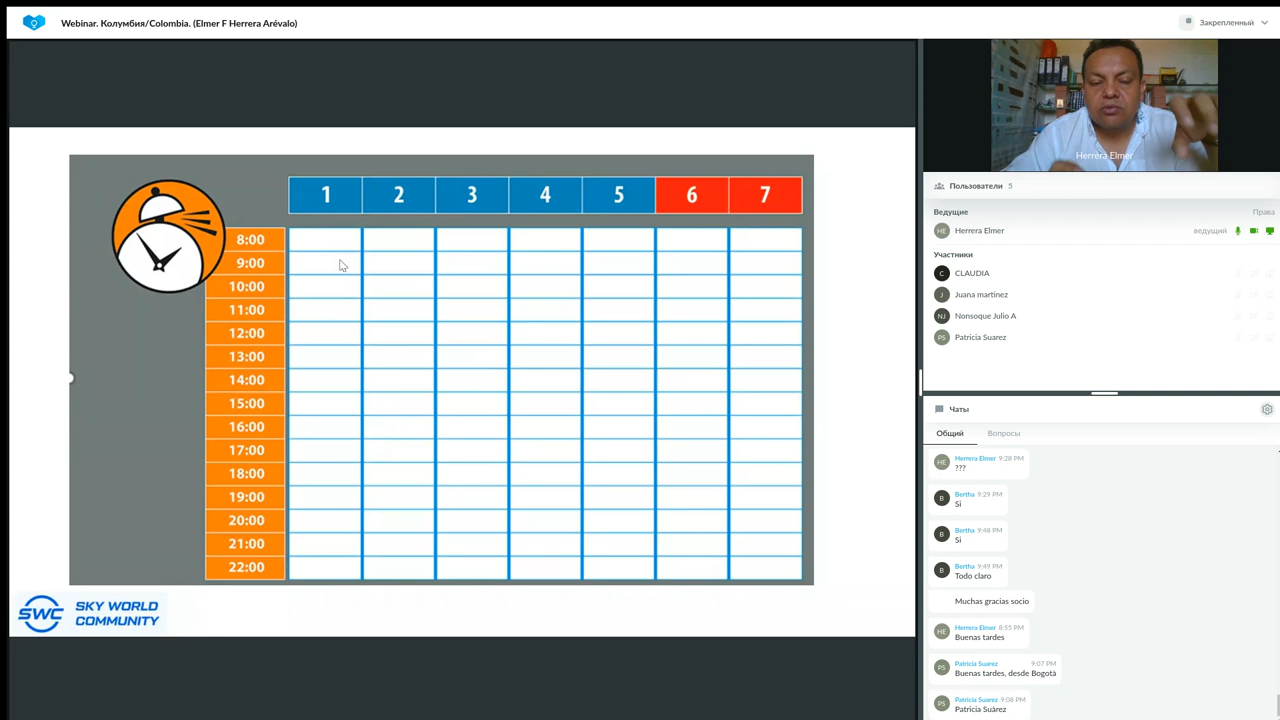 Webinar. Колумбия/Colombia. (Elmer F Herrera Arévalo)
Закрепленный
1 2 3 4 5 6 7
8:00
9:00
10:00
11:00
12:00
13:00
14:00
15:00
16:00
17:00
18:00
19:00
20:00
21:00
22:00
SWC SKY WORLD
COMMUNITY
Herrera Elmer
Пользователи 5
Ведущие Права
HE Herrera Elmer ведущий
Участники
C CLAUDIA
J Juana martinez
NJ Nonsoque Julio A
PS Patricia Suarez
Чаты
Общий Вопросы
HE Herrera Elmer 9:28 PM
???
B Bertha 9:29 PM
Si
B Bertha 9:48 PM
Si
B Bertha 9:49 PM
Todo claro
Muchas gracias socio
HE Herrera Elmer 8:55 PM
Buenas tardes
PS Patricia Suarez 9:07 PM
Buenas tardes, desde Bogotà
PS Patricia Suarez 9:08 PM
Patricia Suàrez